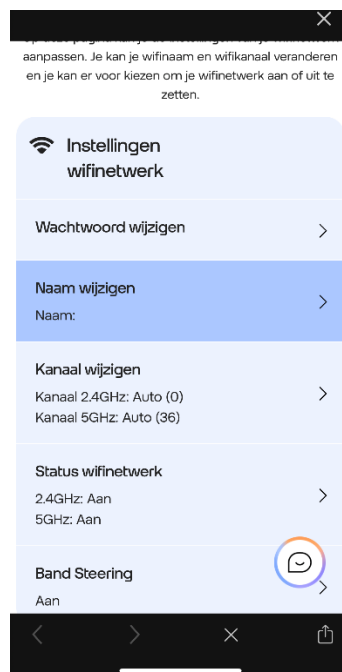 aanpassen. Je kan je wifinaam en wifikanaal veranderen
en je kan er voor kiezen om je wifinetwerk aan of uit te
zetten.
Instellingen
wifinetwerk
Wachtwoord wijzigen
Naam wijzigen
Naam:
Kanaal wijzigen
Kanaal 2.4GHz: Auto (0)
Kanaal 5GHz: Auto (36)
Status wifinetwerk
2.4GHz: Aan
5GHz: Aan
Band Steering
Aan